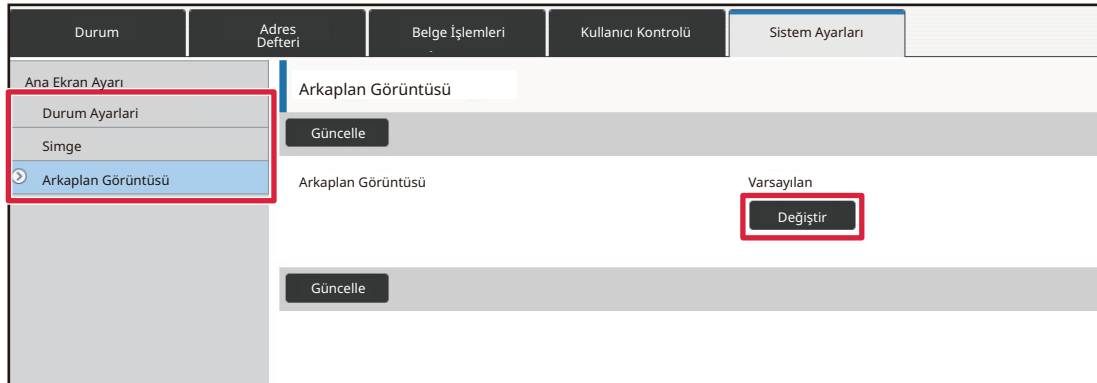 Durum
Adres
Defteri
Belge İşlemleri
Kullanıcı Kontrolü
Sistem Ayarları
Ana Ekran Ayarı
Durum Ayarlari
Simge
Arkaplan Görüntüsü
Arkaplan Görüntüsü
Güncelle
Arkaplan Görüntüsü
Varsayılan
Değiştir
Güncelle